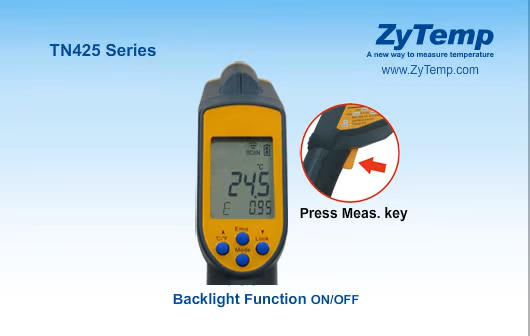 TN425 Series
ZyTemp
A new way to measure temperature
www.ZyTemp.com
SCAN
°C
24.5
E 0.95
Emis
°C/°F
Lock
Mode
Press Meas. key
Backlight Function ON/OFF